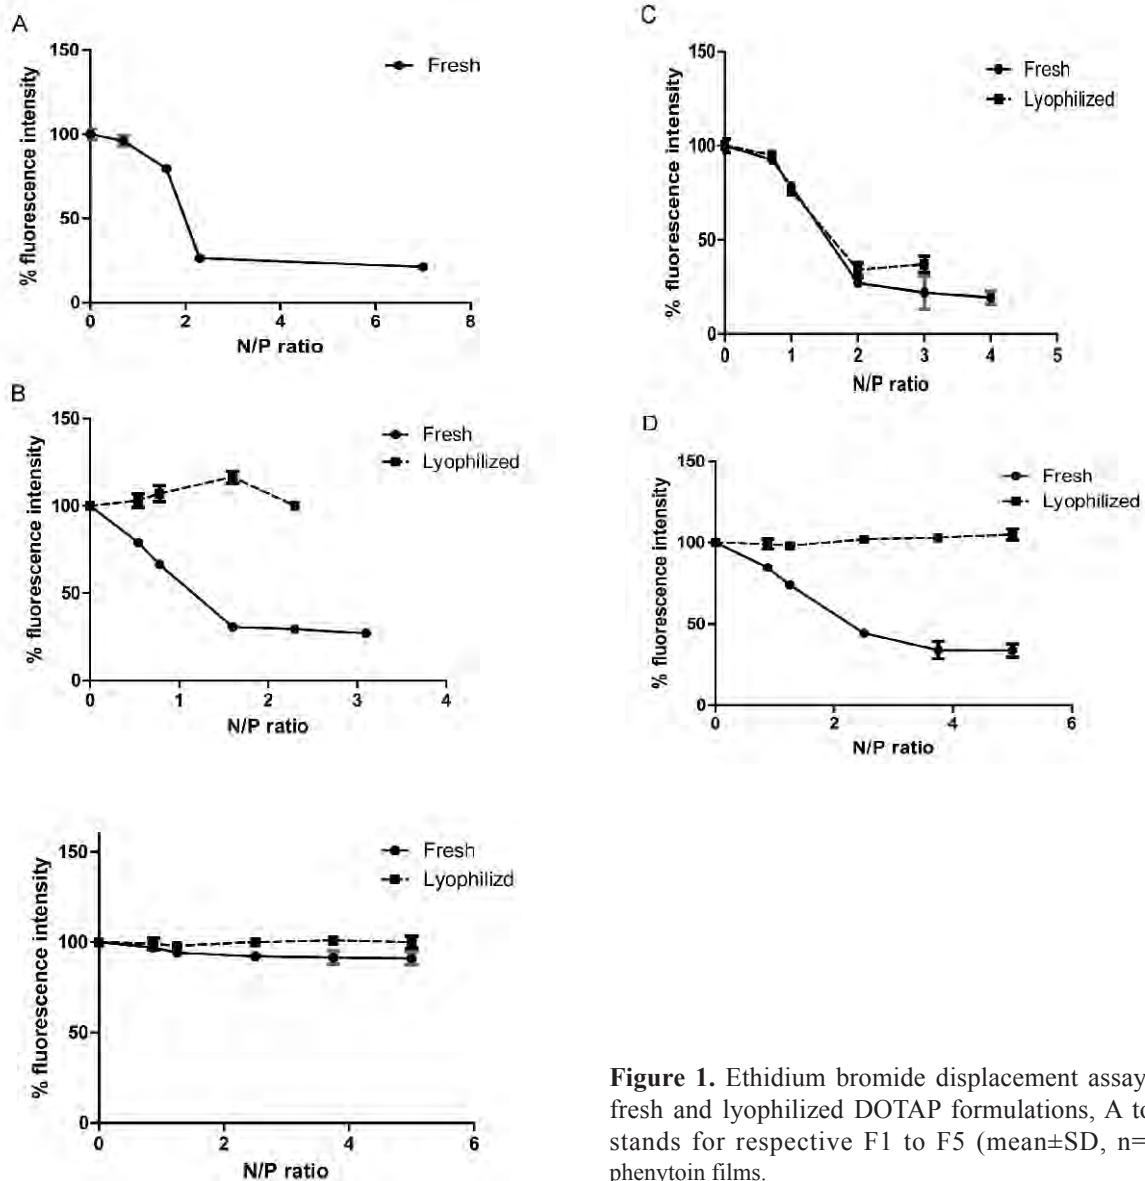 A
150
100
50
0
% fluorescence intensity
0 2 4 6 8
N/P ratio
Fresh
B
150
100
50
0
% fluorescence intensity
0 1 2 3 4
N/P ratio
Fresh
Lyophilized
150
100
50
0
% fluorescence intensity
0 2 4 6
N/P ratio
Fresh
Lyophilizd
C
150
100
50
0
% fluorescence intensity
0 1 2 3 4 5
N/P ratio
Fresh
Lyophilized
D
150
100
50
0
% fluorescence intensity
0 2 4 6
N/P ratio
Fresh
Lyophilized
Figure 1. Ethidium bromide displacement assay
fresh and lyophilized DOTAP formulations, A to
stands for respective F1 to F5 (mean±SD, n=
phenytoin films.